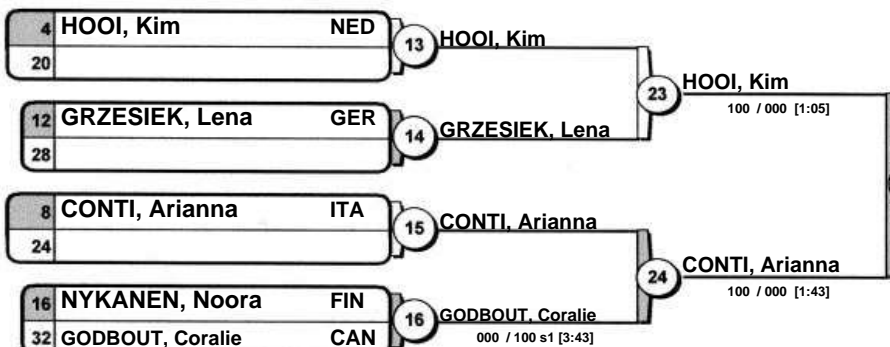 4 HOOI, Kim NED
20
13 HOOI, Kim
12 GRZESIEK, Lena GER
28
14 GRZESIEK, Lena
23 HOOI, Kim
100 / 000 [1:05]
8 CONTI, Arianna ITA
24
15 CONTI, Arianna
16 NYKANEN, Noora FIN
32 GODBOUT, Coralie CAN
16 GODBOUT, Coralie
000 / 100 s1 [3:43]
24 CONTI, Arianna
100 / 000 [1:43]